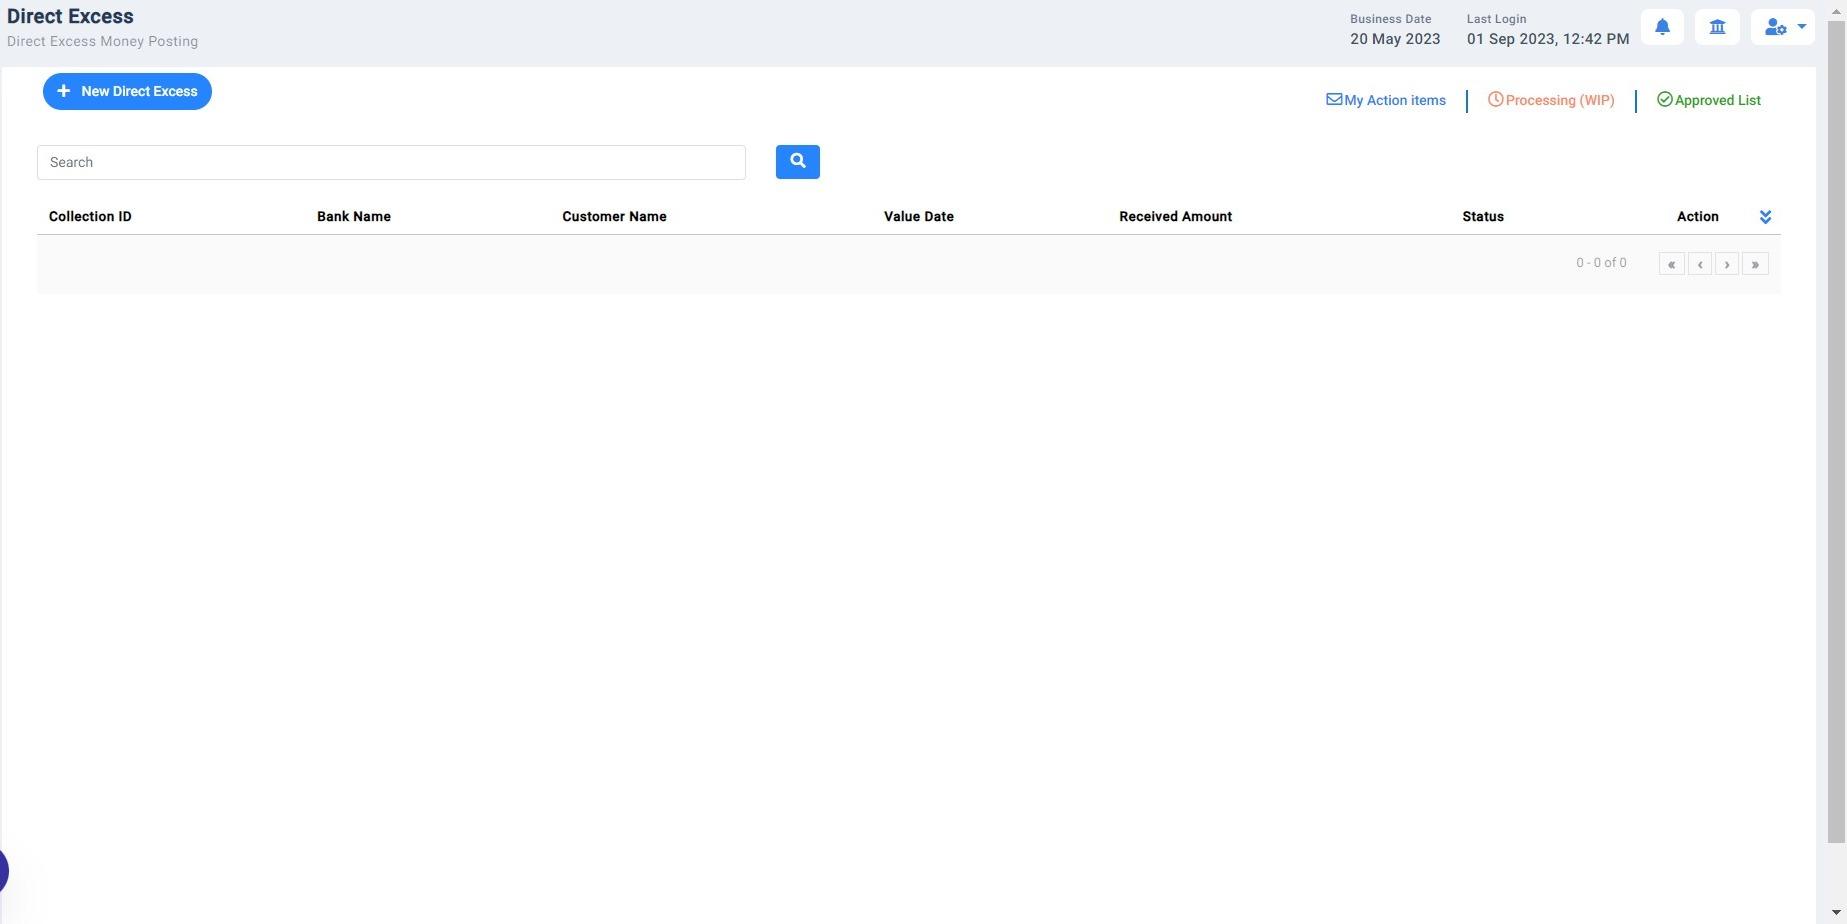 Direct Excess
Direct Excess Money Posting
Business Date
20 May 2023
Last Login
01 Sep 2023, 12:42 PM
+ New Direct Excess
My Action items
Processing (WIP)
Approved List
Search
Collection ID Bank Name Customer Name Value Date Received Amount Status Action
0 - 0 of 0 « ‹ › »